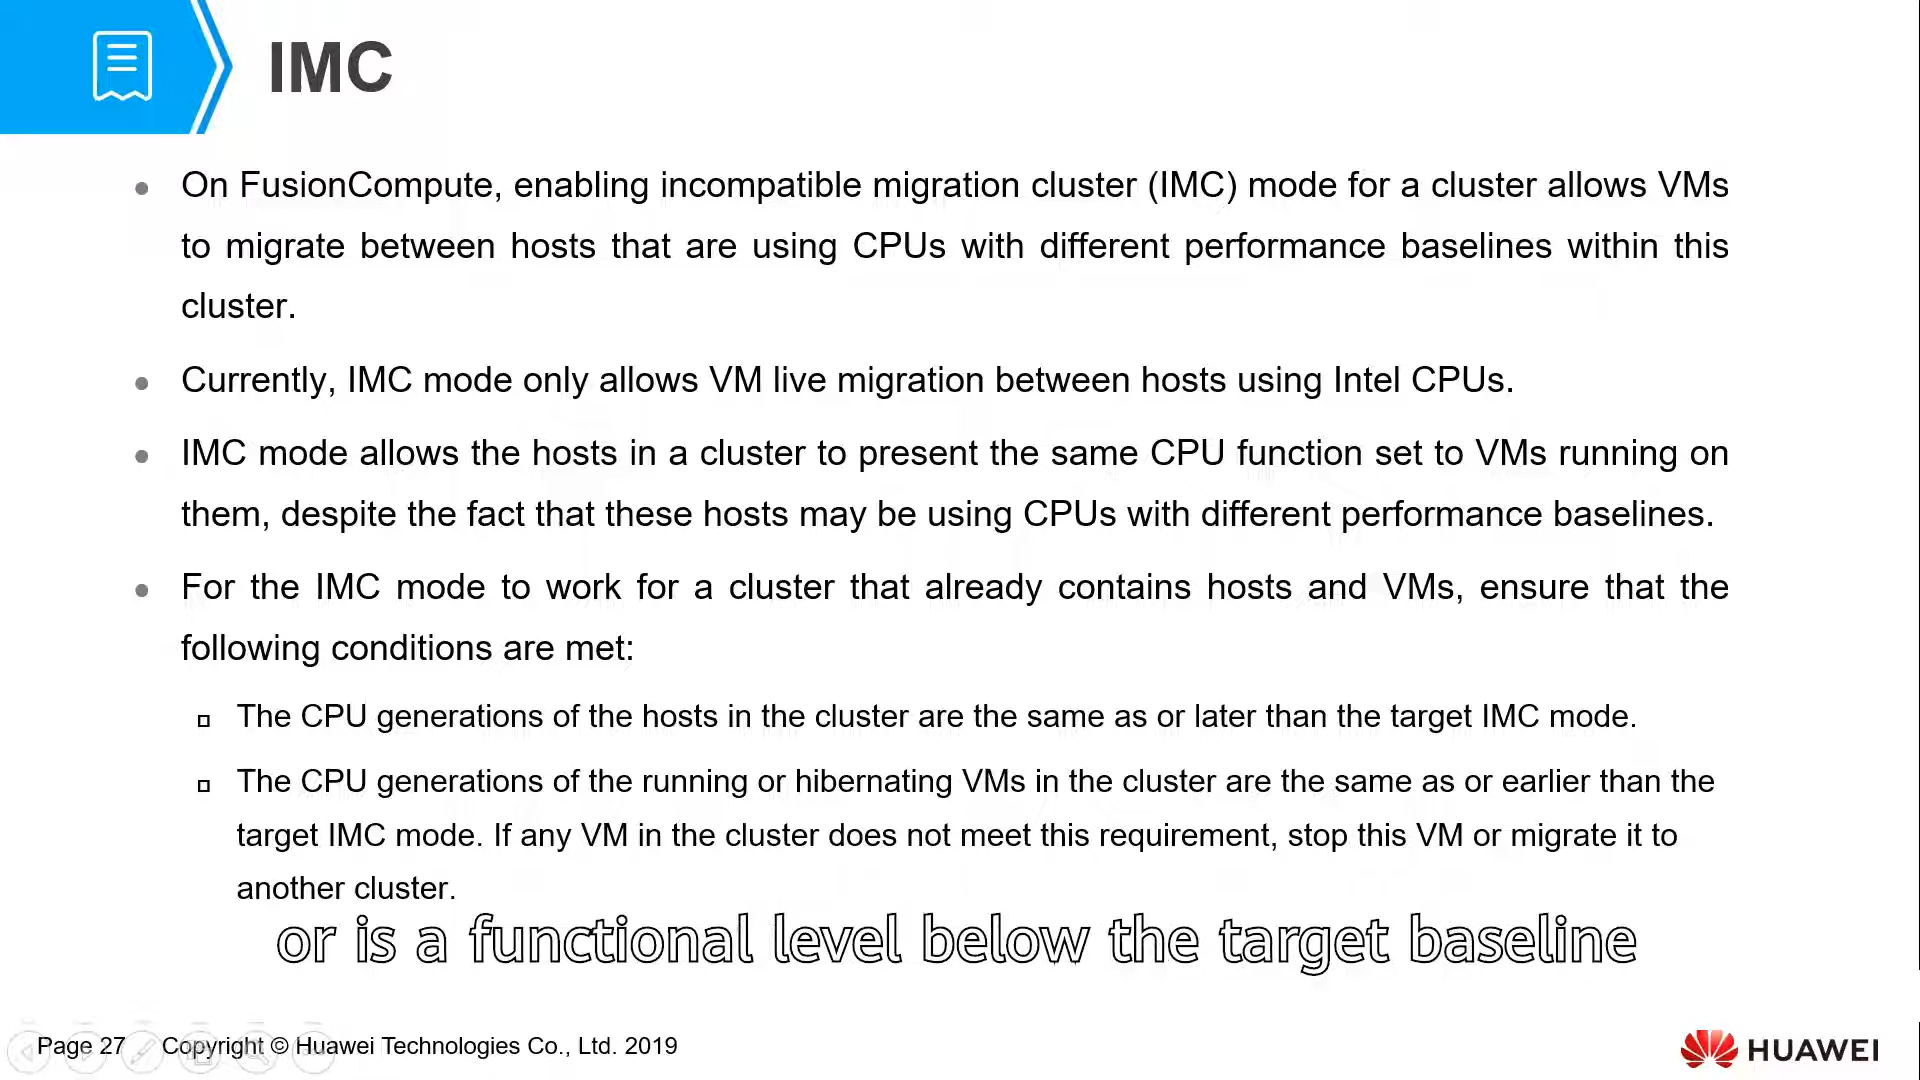 IMC
On FusionCompute, enabling incompatible migration cluster (IMC) mode for a cluster allows VMs
to migrate between hosts that are using CPUs with different performance baselines within this
cluster.
Currently, IMC mode only allows VM live migration between hosts using Intel CPUs.
IMC mode allows the hosts in a cluster to present the same CPU function set to VMs running on
them, despite the fact that these hosts may be using CPUs with different performance baselines.
For the IMC mode to work for a cluster that already contains hosts and VMs, ensure that the
following conditions are met:
The CPU generations of the hosts in the cluster are the same as or later than the target IMC mode.
The CPU generations of the running or hibernating VMs in the cluster are the same as or earlier than the
target IMC mode. If any VM in the cluster does not meet this requirement, stop this VM or migrate it to
another cluster.
or is a functional level below the target baseline
Page 27 Copyright © Huawei Technologies Co., Ltd. 2019
HUAWEI